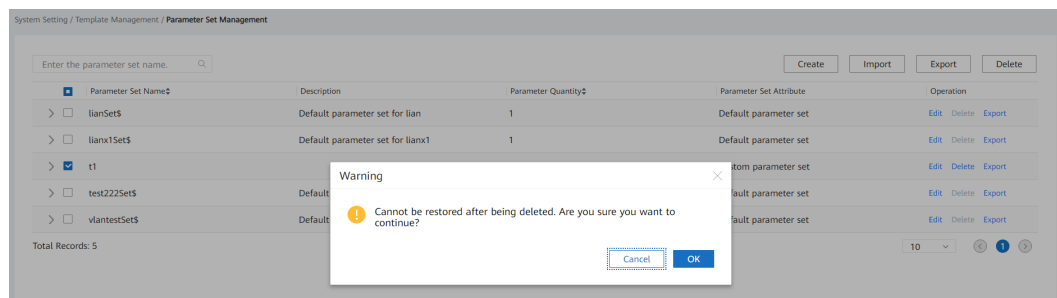 System Setting / Template Management / Parameter Set Management
Enter the parameter set name.
Create Import Export Delete
Parameter Set Name Description Parameter Quantity Parameter Set Attribute Operation
lianSet$ Default parameter set for lian 1 Default parameter set Edit Delete Export
lianx1Set$ Default parameter set for lianx1 1 Default parameter set Edit Delete Export
t1 stom parameter set Edit Delete Export
test222Set$ Default fault parameter set Edit Delete Export
vlantestSet$ Default fault parameter set Edit Delete Export
Total Records: 5 10 1
Warning
Cannot be restored after being deleted. Are you sure you want to
continue?
Cancel OK